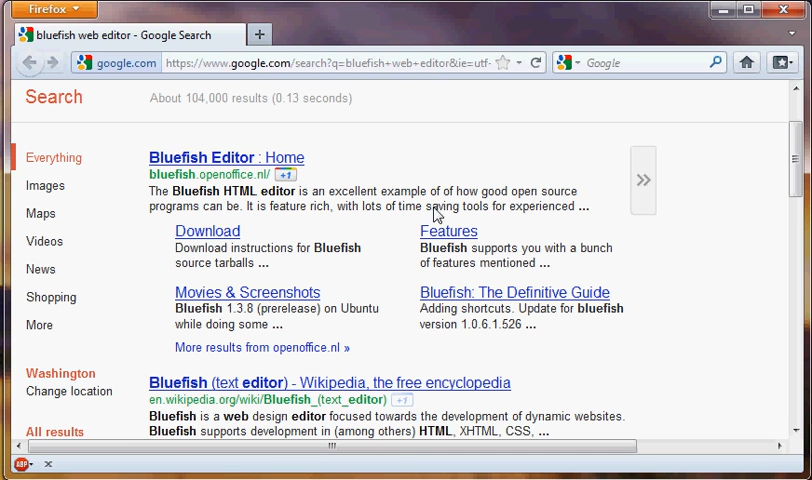 Firefox
bluefish web editor - Google Search
google.com https://www.google.com/search?q=bluefish+web+editor&ie=utf- Google
Search About 104,000 results (0.13 seconds)
Everything
Images
Maps
Videos
News
Shopping
More
Washington
Change location
All results
Bluefish Editor : Home
bluefish.openoffice.nl/ +1
The Bluefish HTML editor is an excellent example of of how good open source
programs can be. It is feature rich, with lots of time saving tools for experienced ...
Download
Download instructions for Bluefish
source tarballs ...
Features
Bluefish supports you with a bunch
of features mentioned ...
Movies & Screenshots
Bluefish 1.3.8 (prerelease) on Ubuntu
while doing some ...
Bluefish: The Definitive Guide
Adding shortcuts. Update for bluefish
version 1.0.6.1.526 ...
More results from openoffice.nl »
Bluefish (text editor) - Wikipedia, the free encyclopedia
en.wikipedia.org/wiki/Bluefish_(text_editor) +1
Bluefish is a web design editor focused towards the development of dynamic websites.
Bluefish supports development in (among others) HTML, XHTML, CSS, ...
ABP